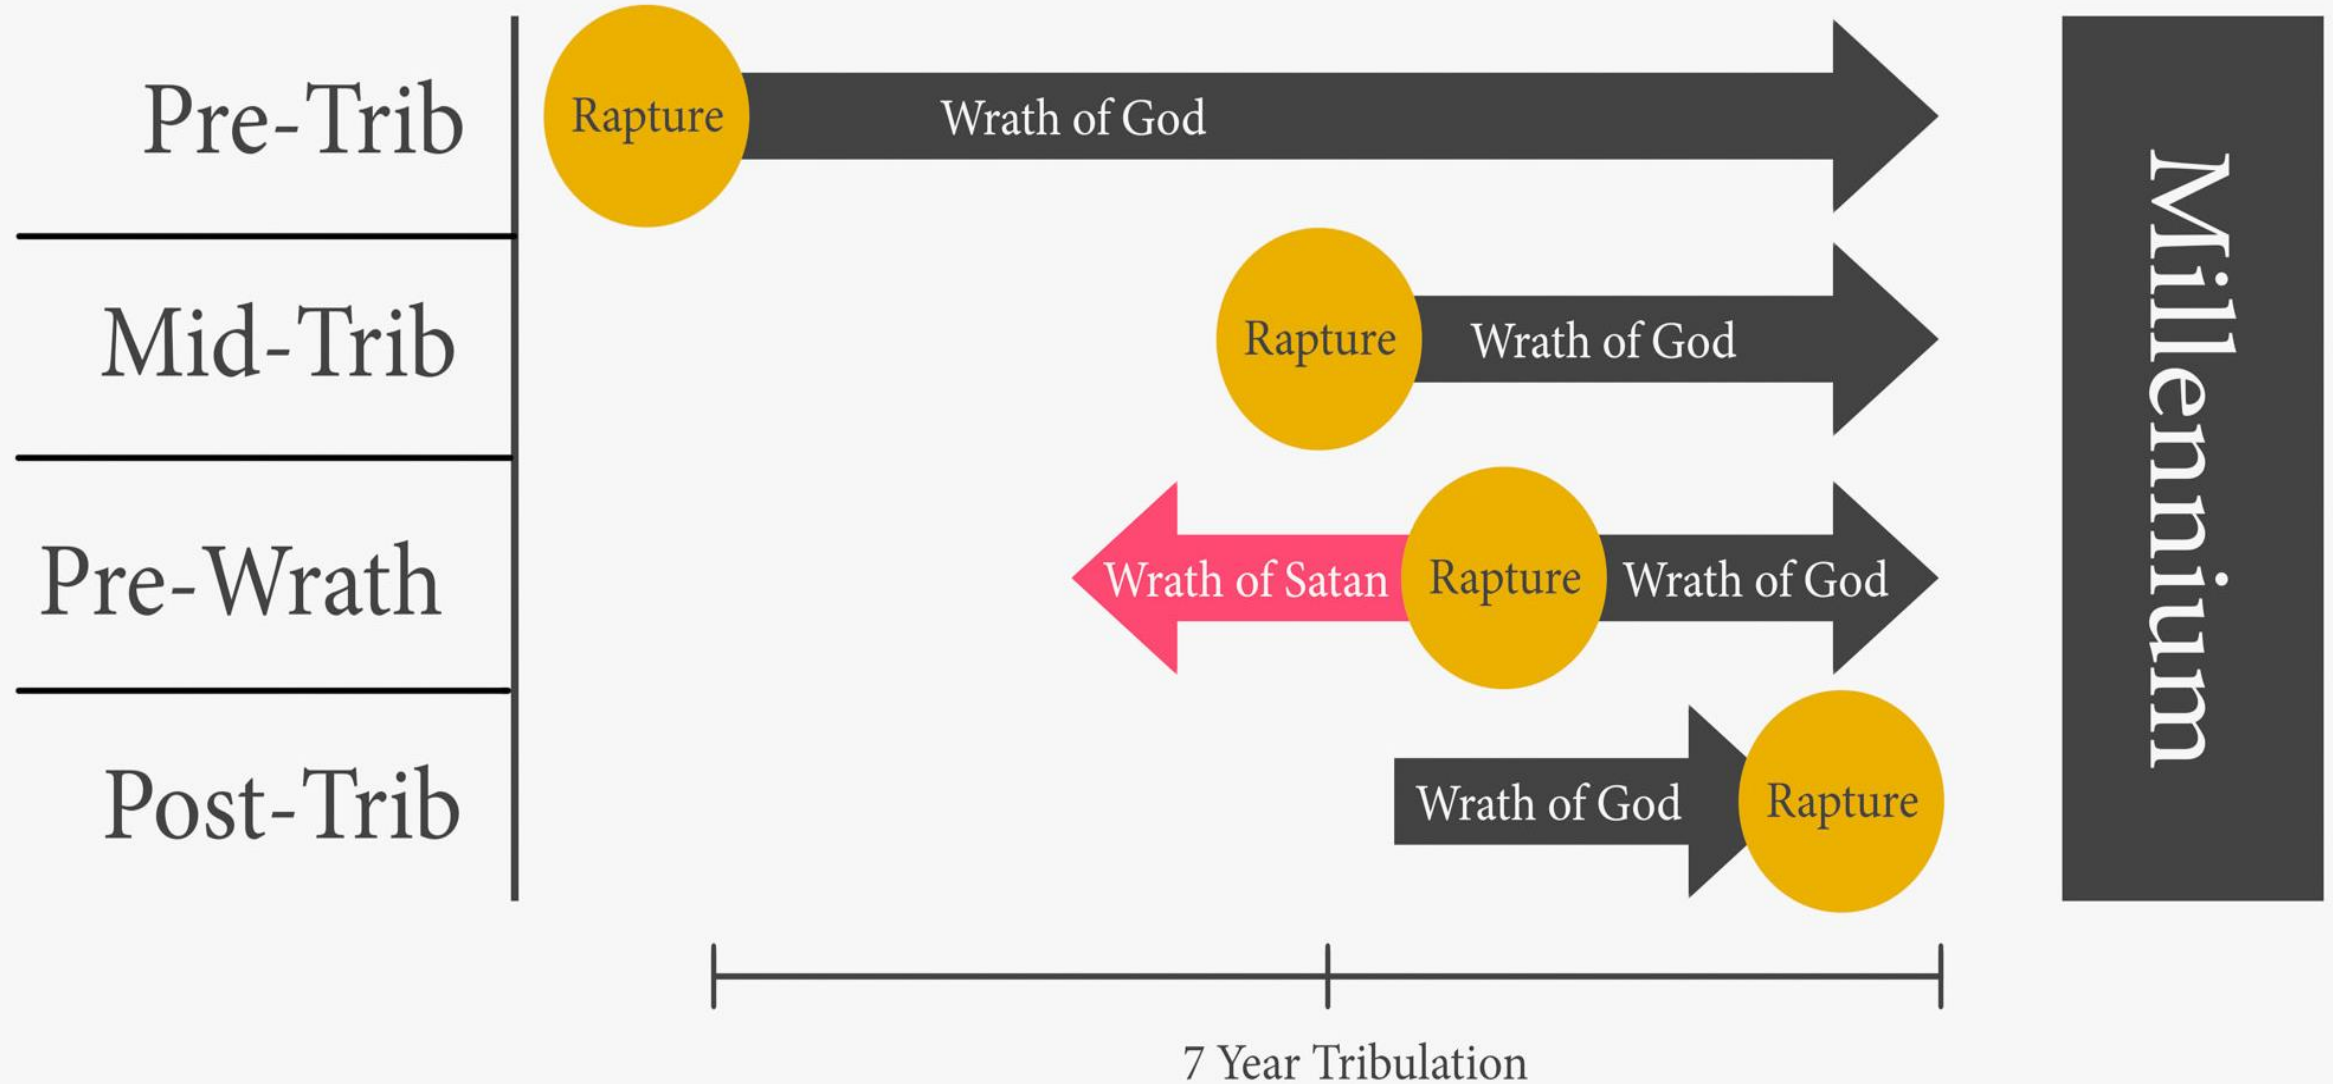 Pre-Trib
Rapture
Wrath of God
Mid-Trib
Rapture
Wrath of God
Pre-Wrath
Wrath of Satan
Rapture
Wrath of God
Post-Trib
Wrath of God
Rapture
Millennium
7 Year Tribulation